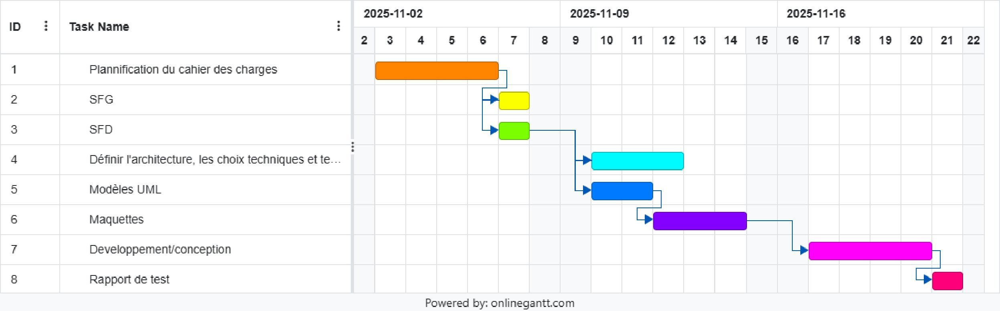 ID Task Name 2025-11-02 2025-11-09 2025-11-16
2 3 4 5 6 7 8 9 10 11 12 13 14 15 16 17 18 19 20 21 22
1 Plannification du cahier des charges
2 SFG
3 SFD
4 Définir l'architecture, les choix techniques et te...
5 Modèles UML
6 Maquettes
7 Developpement/conception
8 Rapport de test
Powered by: onlinegantt.com